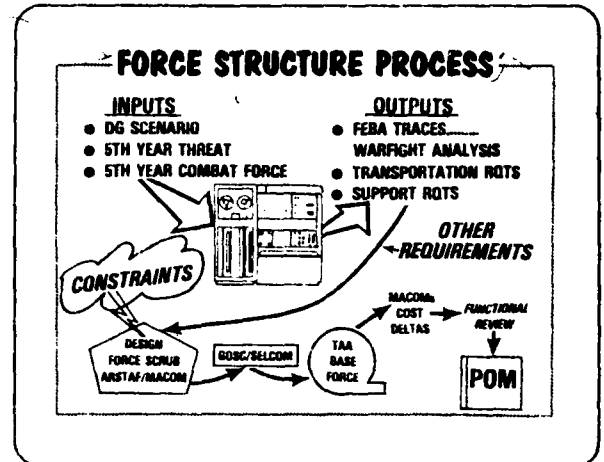 FORCE STRUCTURE PROCESS
INPUTS
● DG SCENARIO
● 5TH YEAR THREAT
● 5TH YEAR COMBAT FORCE
OUTPUTS
● FEBA TRACES........
WARFIGHT ANALYSIS
● TRANSPORTATION RQTS
● SUPPORT RQTS
OTHER
REQUIREMENTS
CONSTRAINTS
DESIGN
FORCE SCRUB
ARSTAF/MACOM
GOSC/SELCOM
TAA
BASE
FORCE
MACOMs
COST
DELTAS
FUNCTIONAL
REVIEW
POM